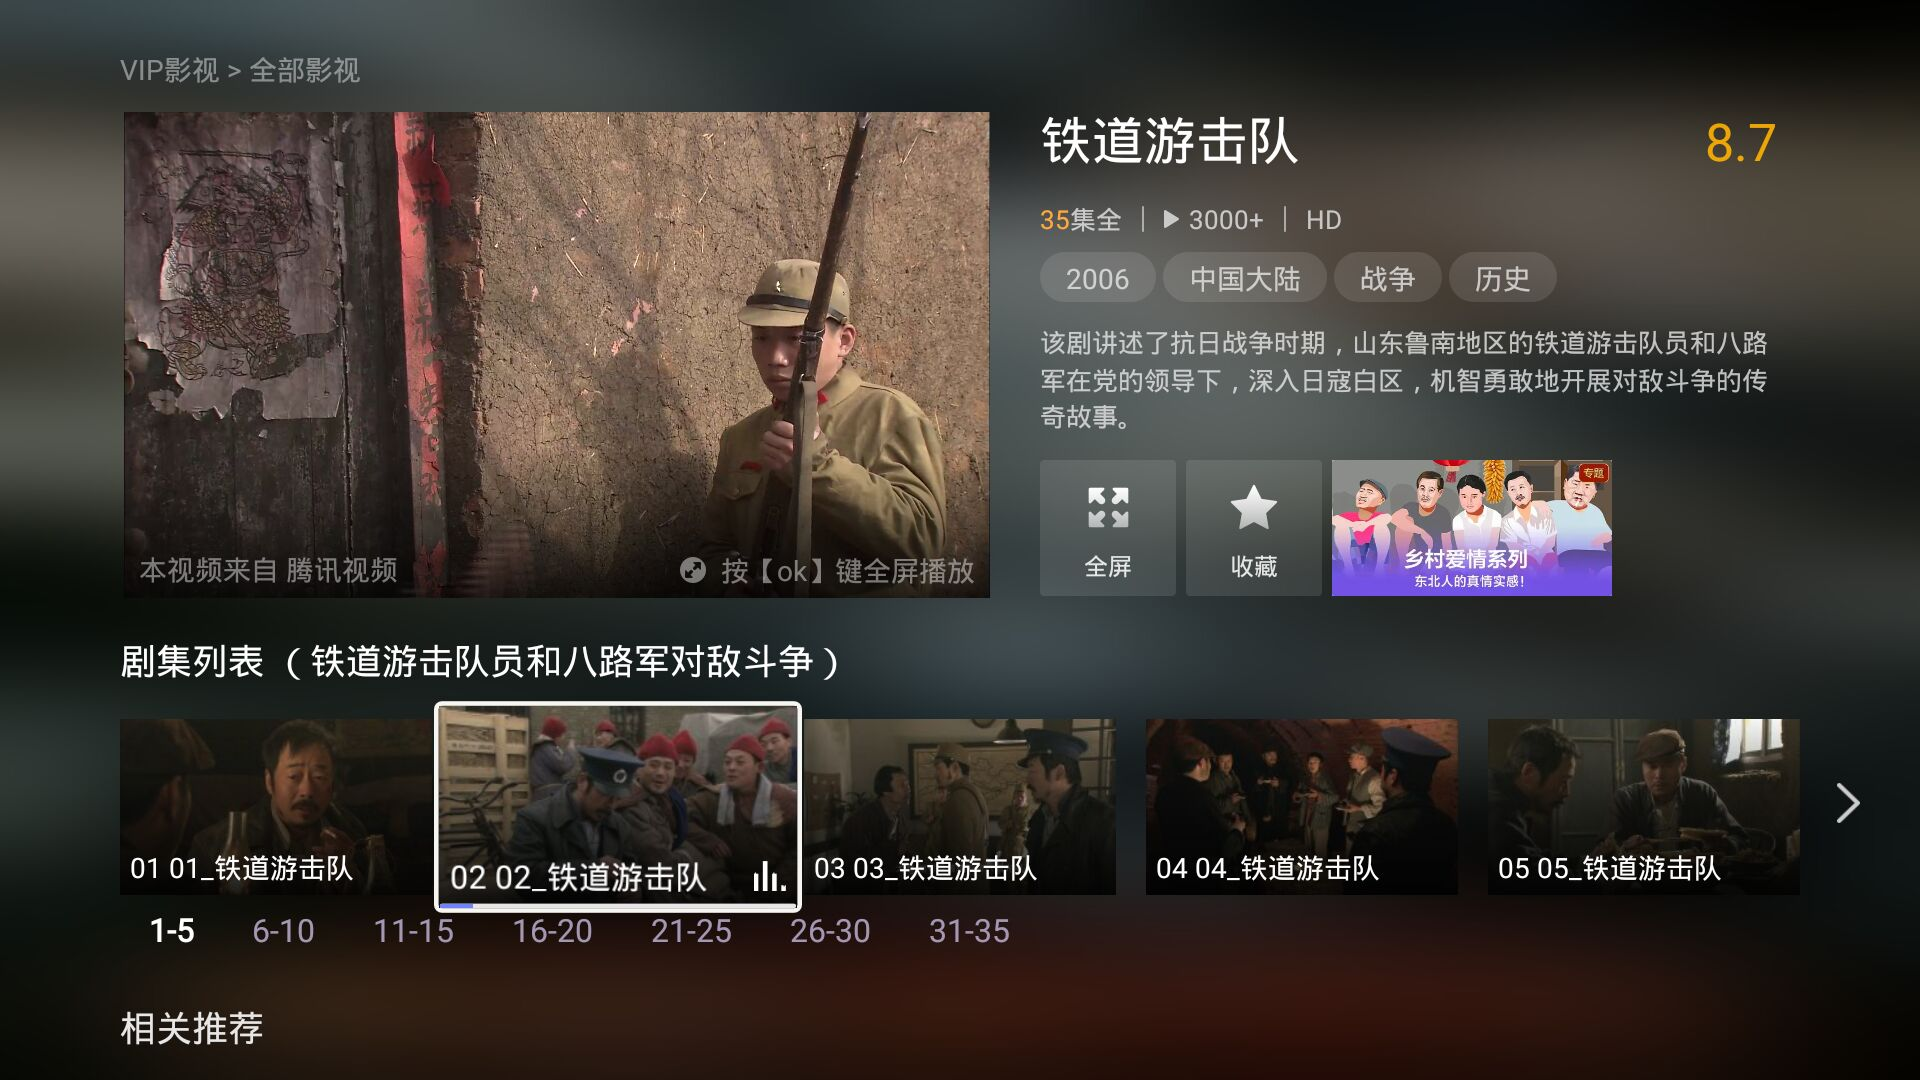 VIP影视 > 全部影视
本视频来自 腾讯视频
按【ok】键全屏播放
铁道游击队
8.7
35集全
3000+
HD
2006
中国大陆
战争
历史
该剧讲述了抗日战争时期，山东鲁南地区的铁道游击队员和八路
军在党的领导下，深入日寇白区，机智勇敢地开展对敌斗争的传
奇故事。
全屏
收藏
专题
乡村爱情系列
东北人的真情实感！
剧集列表 （铁道游击队员和八路军对敌斗争）
01 01_铁道游击队
02 02_铁道游击队
03 03_铁道游击队
04 04_铁道游击队
05 05_铁道游击队
1-5
6-10
11-15
16-20
21-25
26-30
31-35
相关推荐